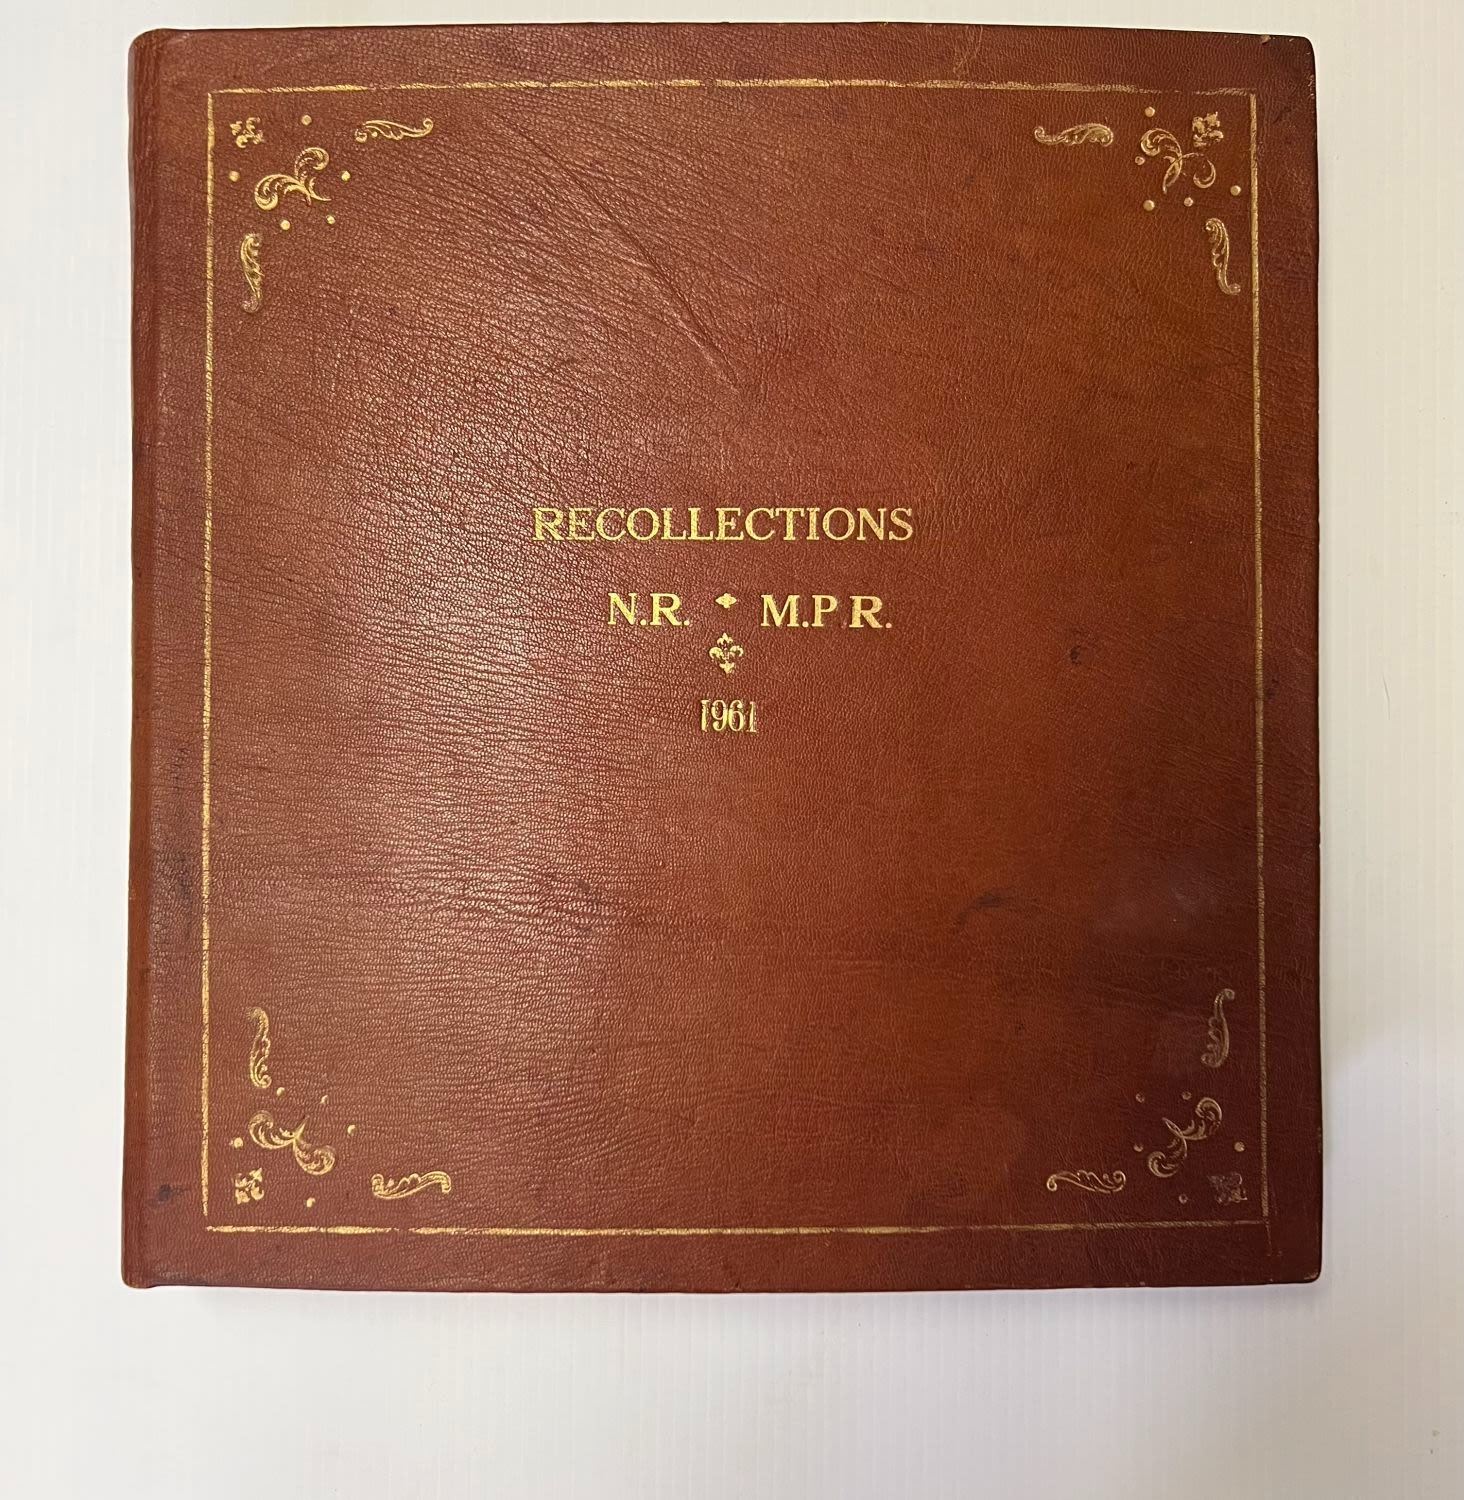 RECOLLECTIONS
N.R. M.P.R.
1961